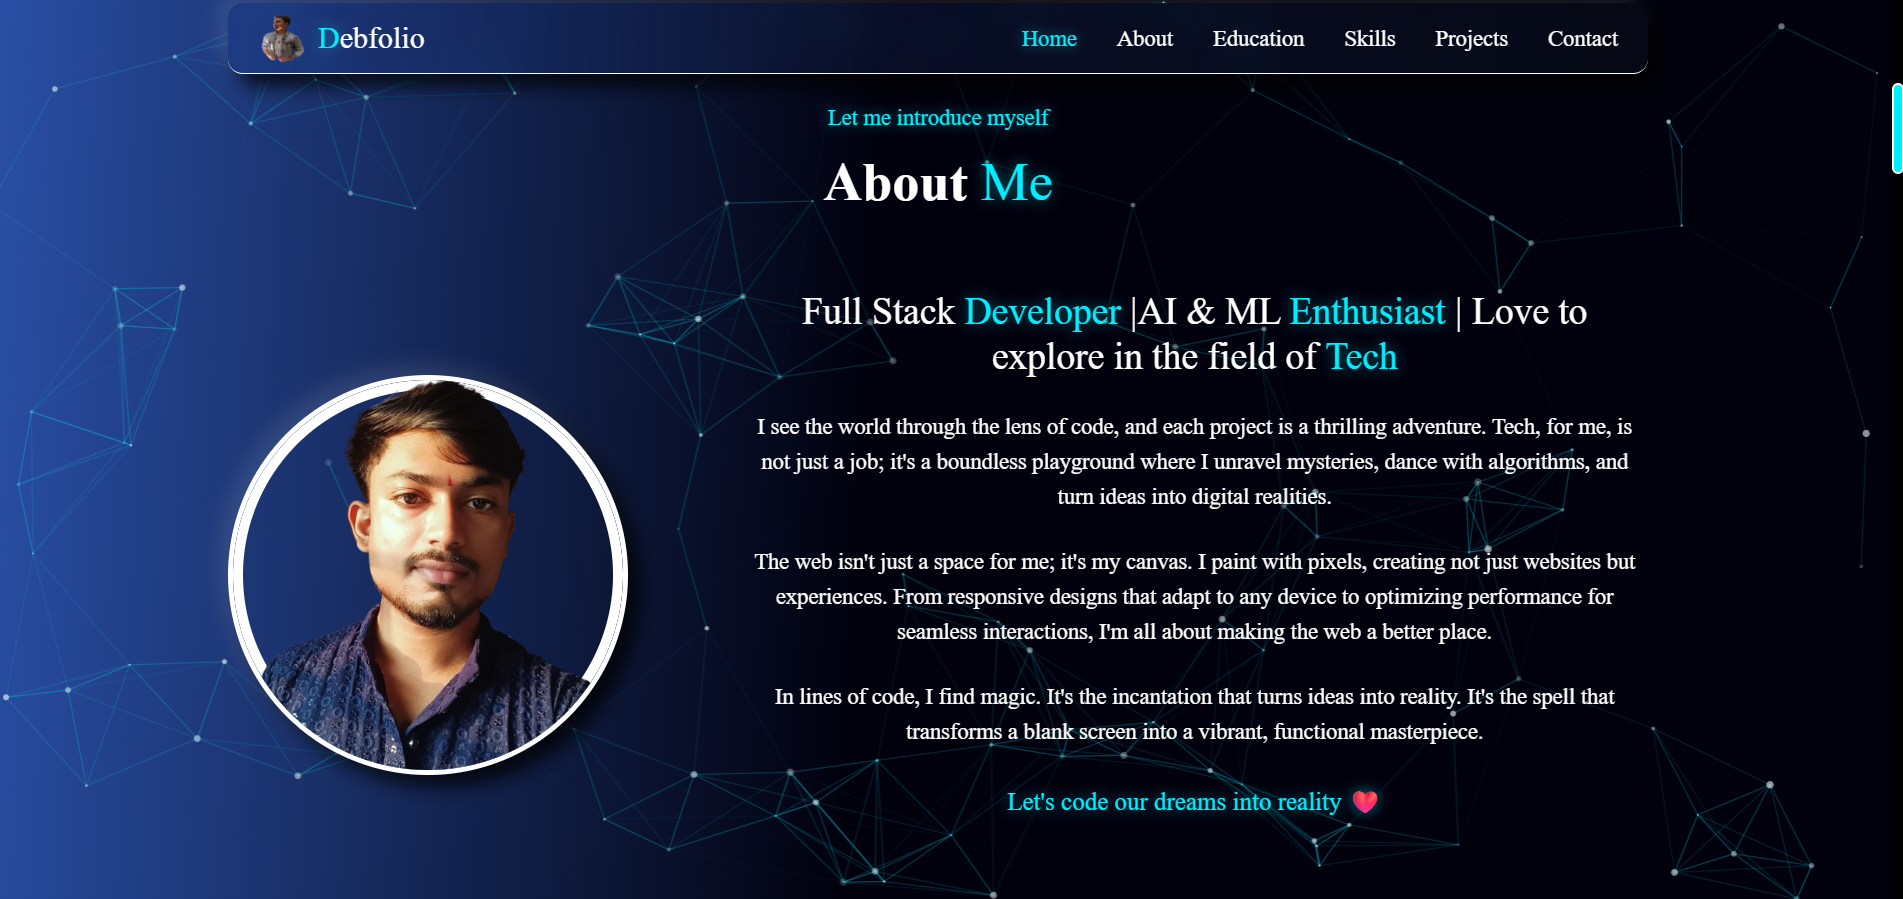 Debfolio
Home About Education Skills Projects Contact
Let me introduce myself
About Me
Full Stack Developer |AI & ML Enthusiast | Love to
explore in the field of Tech
I see the world through the lens of code, and each project is a thrilling adventure. Tech, for me, is
not just a job; it's a boundless playground where I unravel mysteries, dance with algorithms, and
turn ideas into digital realities.
The web isn't just a space for me; it's my canvas. I paint with pixels, creating not just websites but
experiences. From responsive designs that adapt to any device to optimizing performance for
seamless interactions, I'm all about making the web a better place.
In lines of code, I find magic. It's the incantation that turns ideas into reality. It's the spell that
transforms a blank screen into a vibrant, functional masterpiece.
Let's code our dreams into reality